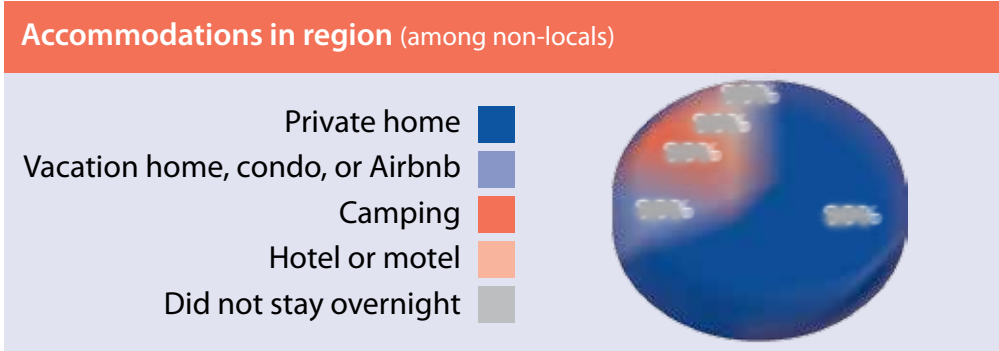 Accommodations in region (among non-locals)
Private home
Vacation home, condo, or Airbnb
Camping
Hotel or motel
Did not stay overnight